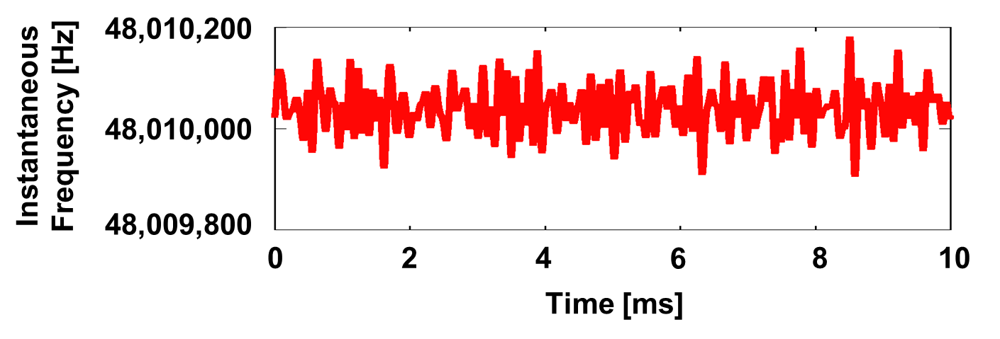 Instantaneous
Frequency [Hz]
48,010,200
48,010,000
48,009,800
0 2 4 6 8 10
Time [ms]